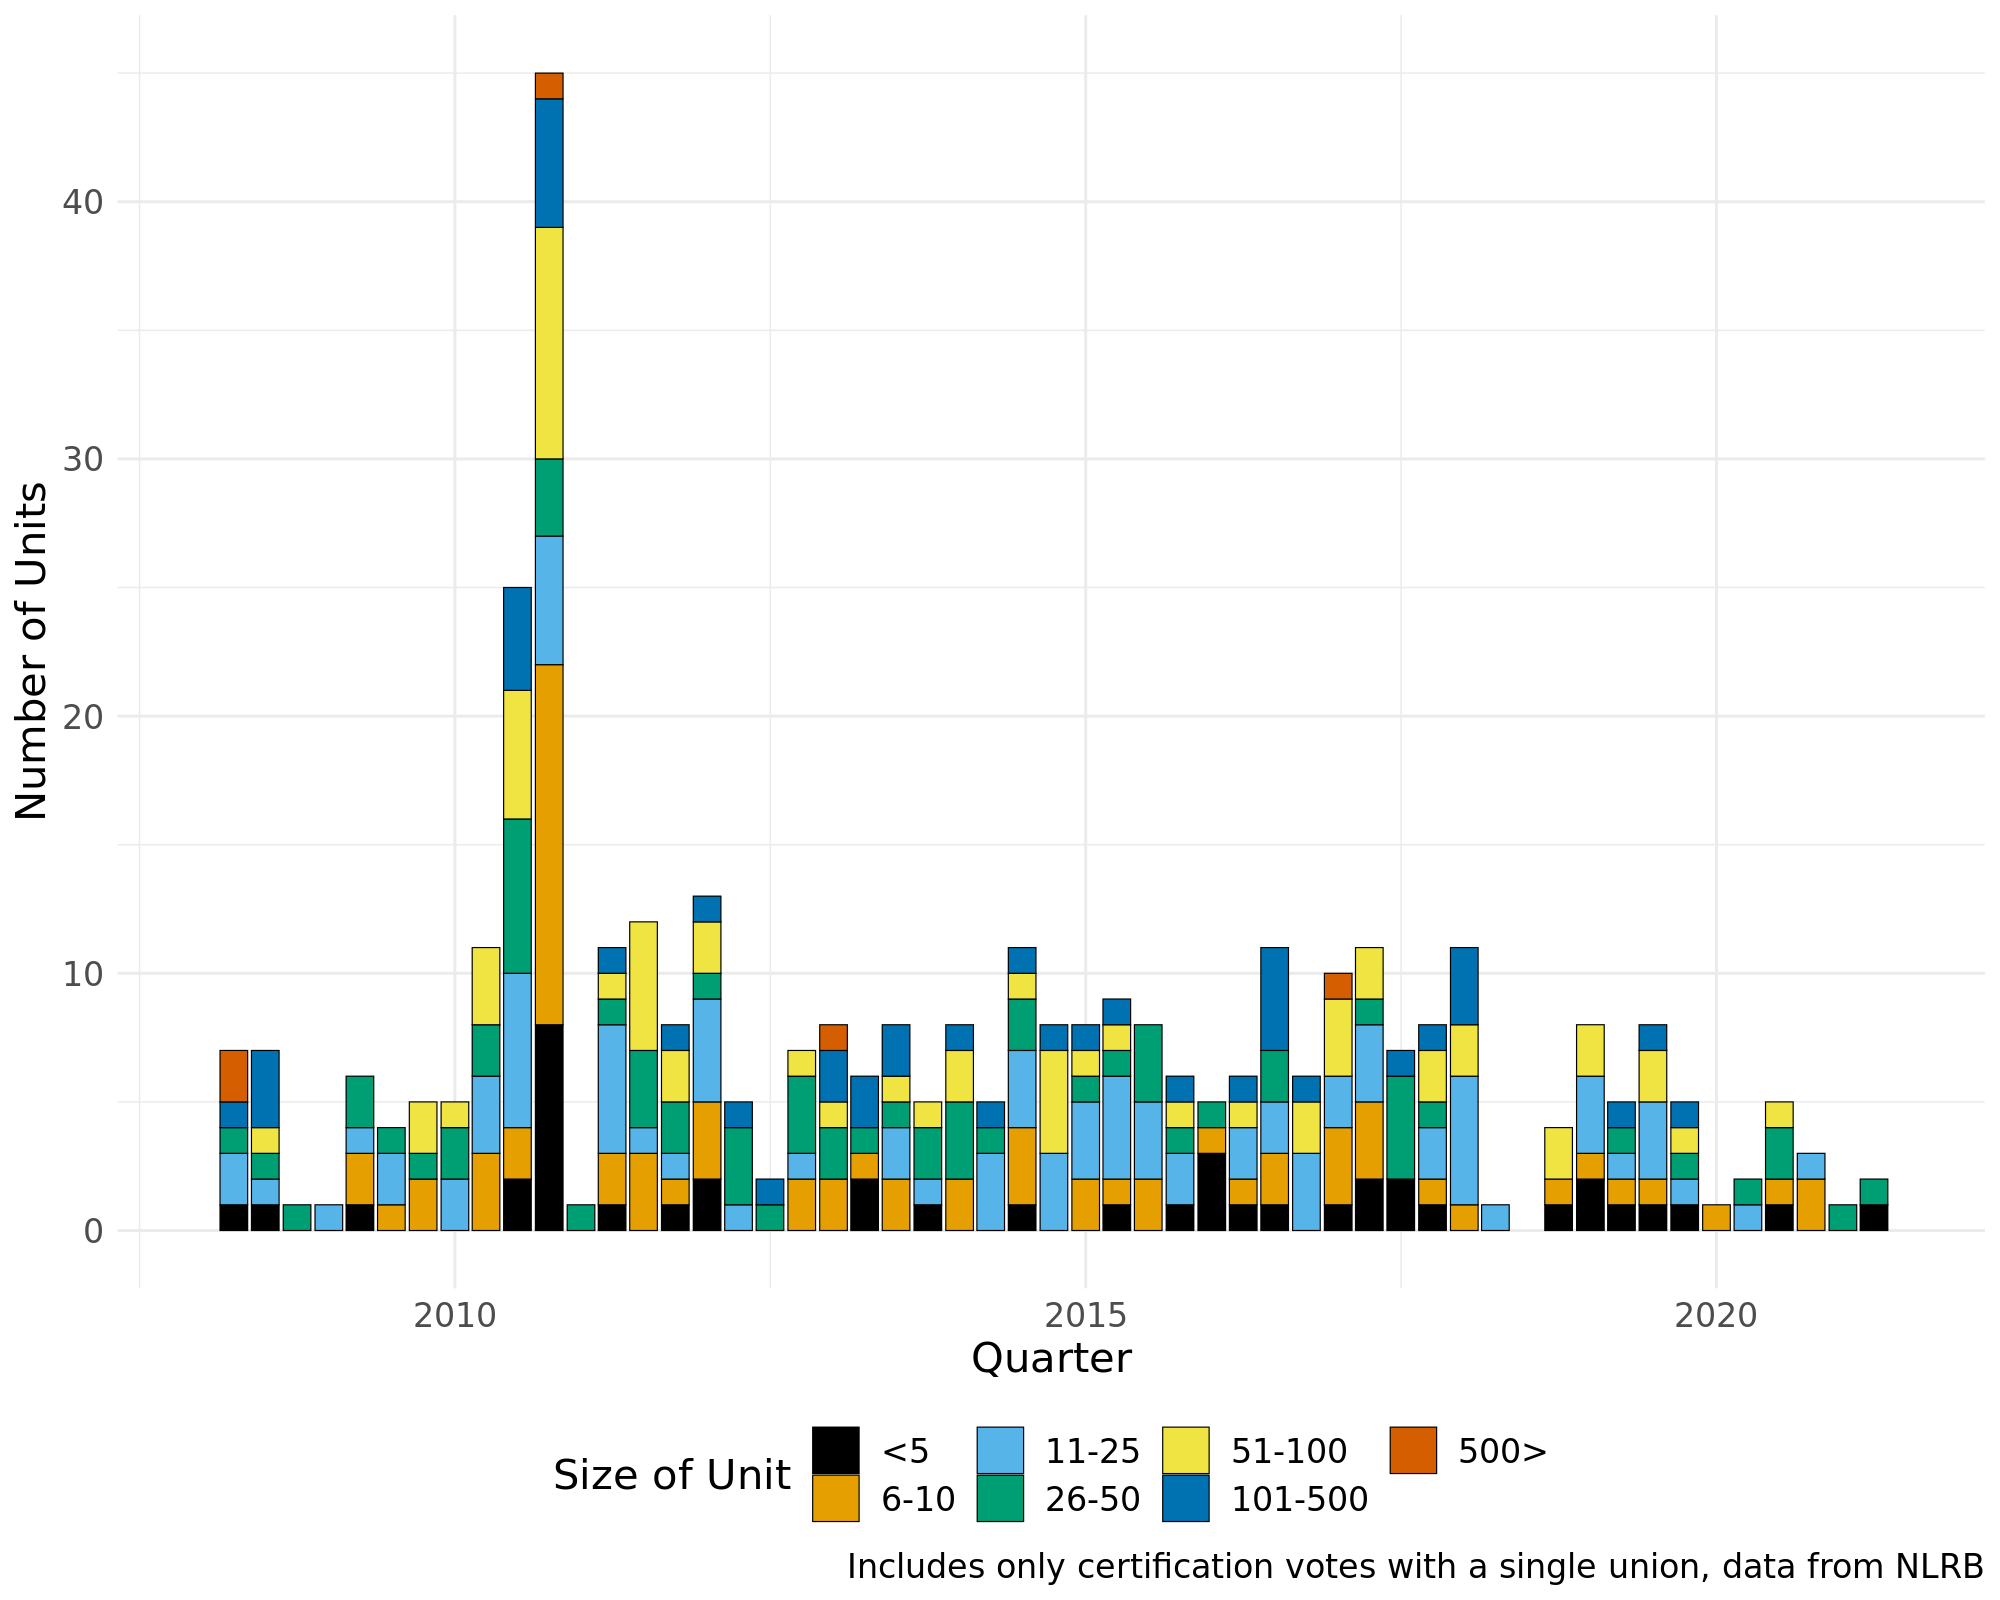 40
30
20
10
0
Number of Units
2010 2015 2020
Quarter
Size of Unit
<5 11-25 51-100 500>
6-10 26-50 101-500
Includes only certification votes with a single union, data from NLRB